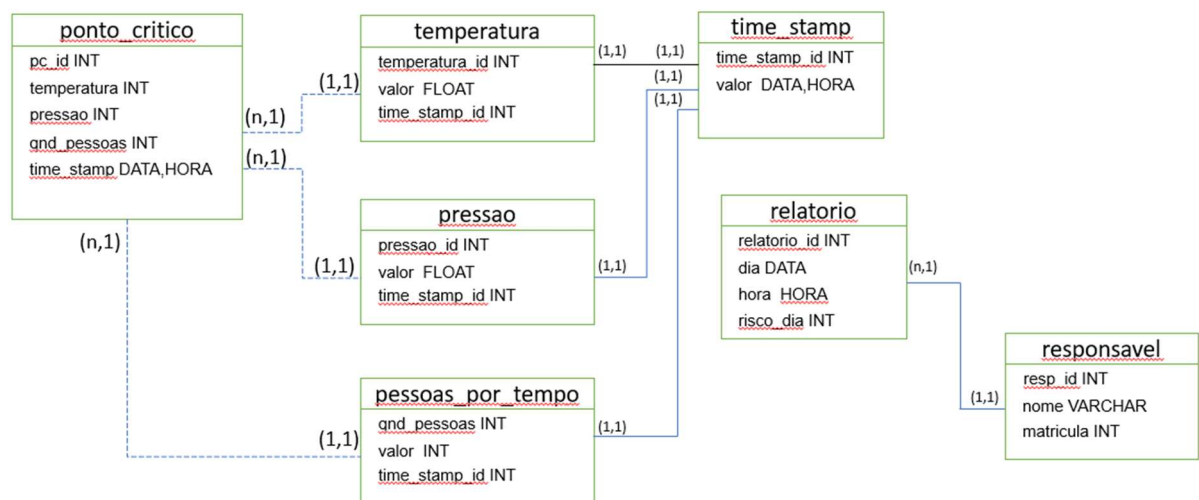 ponto_critico
pc_id INT
temperatura INT
pressao INT
qnd_pessoas INT
time_stamp DATA,HORA
(n,1)
(n,1)
(n,1)
(1,1)
(1,1)
(1,1)
temperatura
temperatura_id INT
valor FLOAT
time_stamp_id INT
pressao
pressao_id INT
valor FLOAT
time_stamp_id INT
pessoas_por_tempo
qnd_pessoas INT
valor INT
time_stamp_id INT
(1,1)
(1,1)
(1,1)
(1,1)
(1,1)
(1,1)
time_stamp
time_stamp_id INT
valor DATA,HORA
relatorio
relatorio_id INT
dia DATA
hora HORA
risco_dia INT
(n,1)
(1,1)
responsavel
resp_id INT
nome VARCHAR
matricula INT